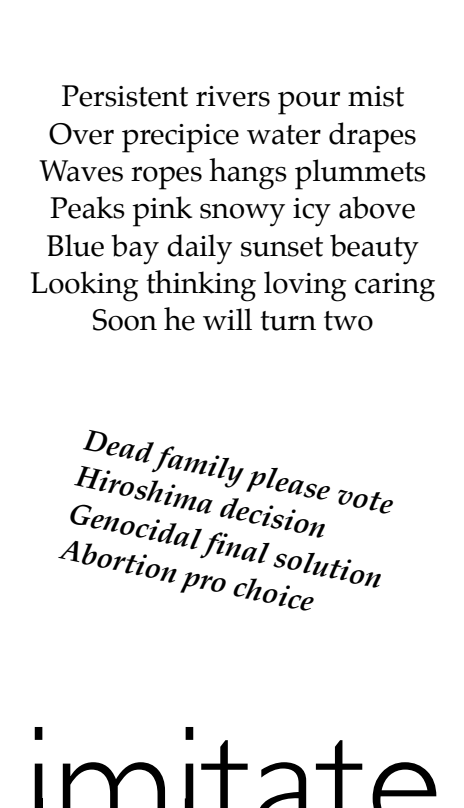 Persistent rivers pour mist
Over precipice water drapes
Waves ropes hangs plummets
Peaks pink snowy icy above
Blue bay daily sunset beauty
Looking thinking loving caring
Soon he will turn two
Dead family please vote
Hiroshima decision
Genocidal final solution
Abortion pro choice
imitate